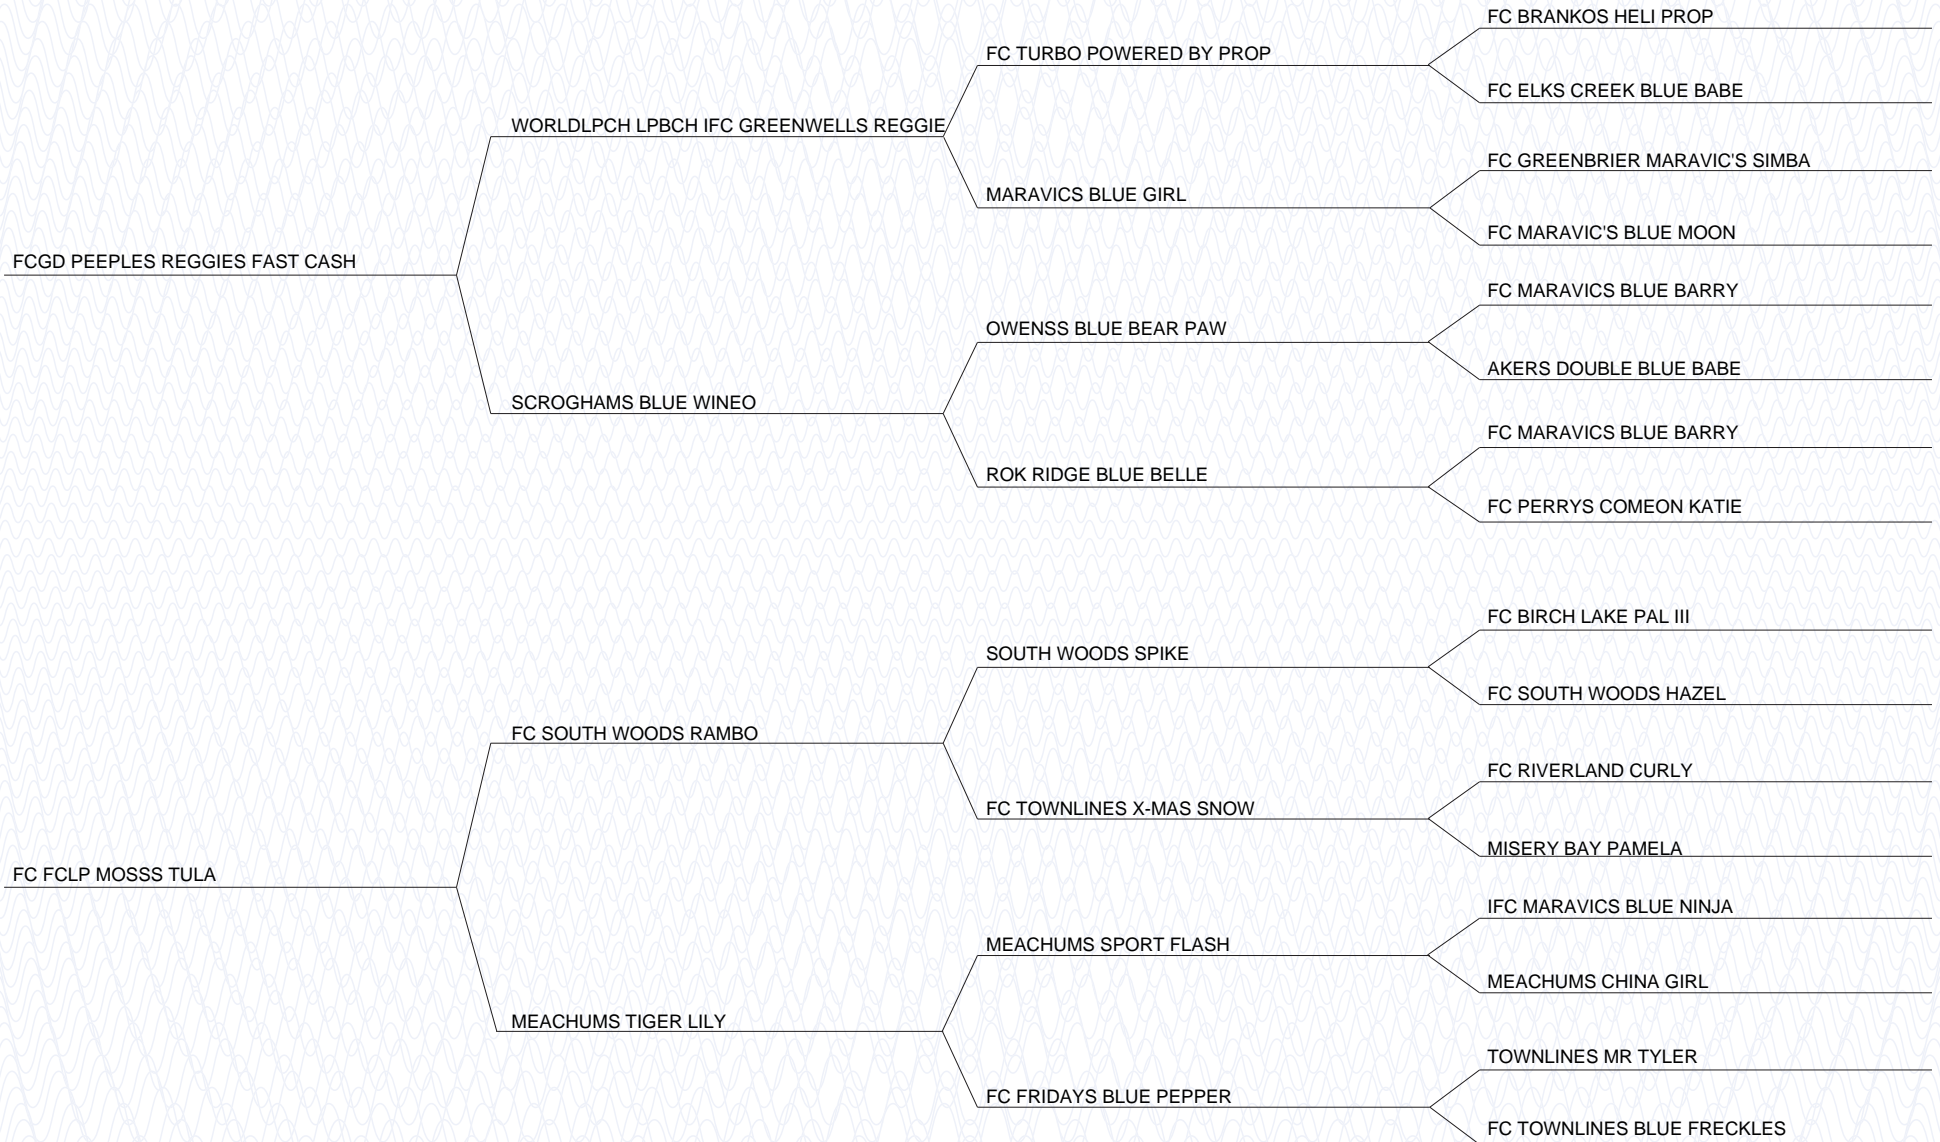 FC BRANKOS HELI PROP
FC TURBO POWERED BY PROP
FC ELKS CREEK BLUE BABE
WORLDLPCH LPBCH IFC GREENWELLS REGGIE
FC GREENBRIER MARAVIC'S SIMBA
MARAVICS BLUE GIRL
FC MARAVIC'S BLUE MOON
FCGD PEEPLES REGGIES FAST CASH
FC MARAVICS BLUE BARRY
OWENSS BLUE BEAR PAW
AKERS DOUBLE BLUE BABE
SCROGHAMS BLUE WINEO
FC MARAVICS BLUE BARRY
ROK RIDGE BLUE BELLE
FC PERRYS COMEON KATIE
FC BIRCH LAKE PAL III
SOUTH WOODS SPIKE
FC SOUTH WOODS HAZEL
FC SOUTH WOODS RAMBO
FC RIVERLAND CURLY
FC TOWNLINES X-MAS SNOW
MISERY BAY PAMELA
FC FCLP MOSSS TULA
IFC MARAVICS BLUE NINJA
MEACHUMS SPORT FLASH
MEACHUMS CHINA GIRL
MEACHUMS TIGER LILY
TOWNLINES MR TYLER
FC FRIDAYS BLUE PEPPER
FC TOWNLINES BLUE FRECKLES